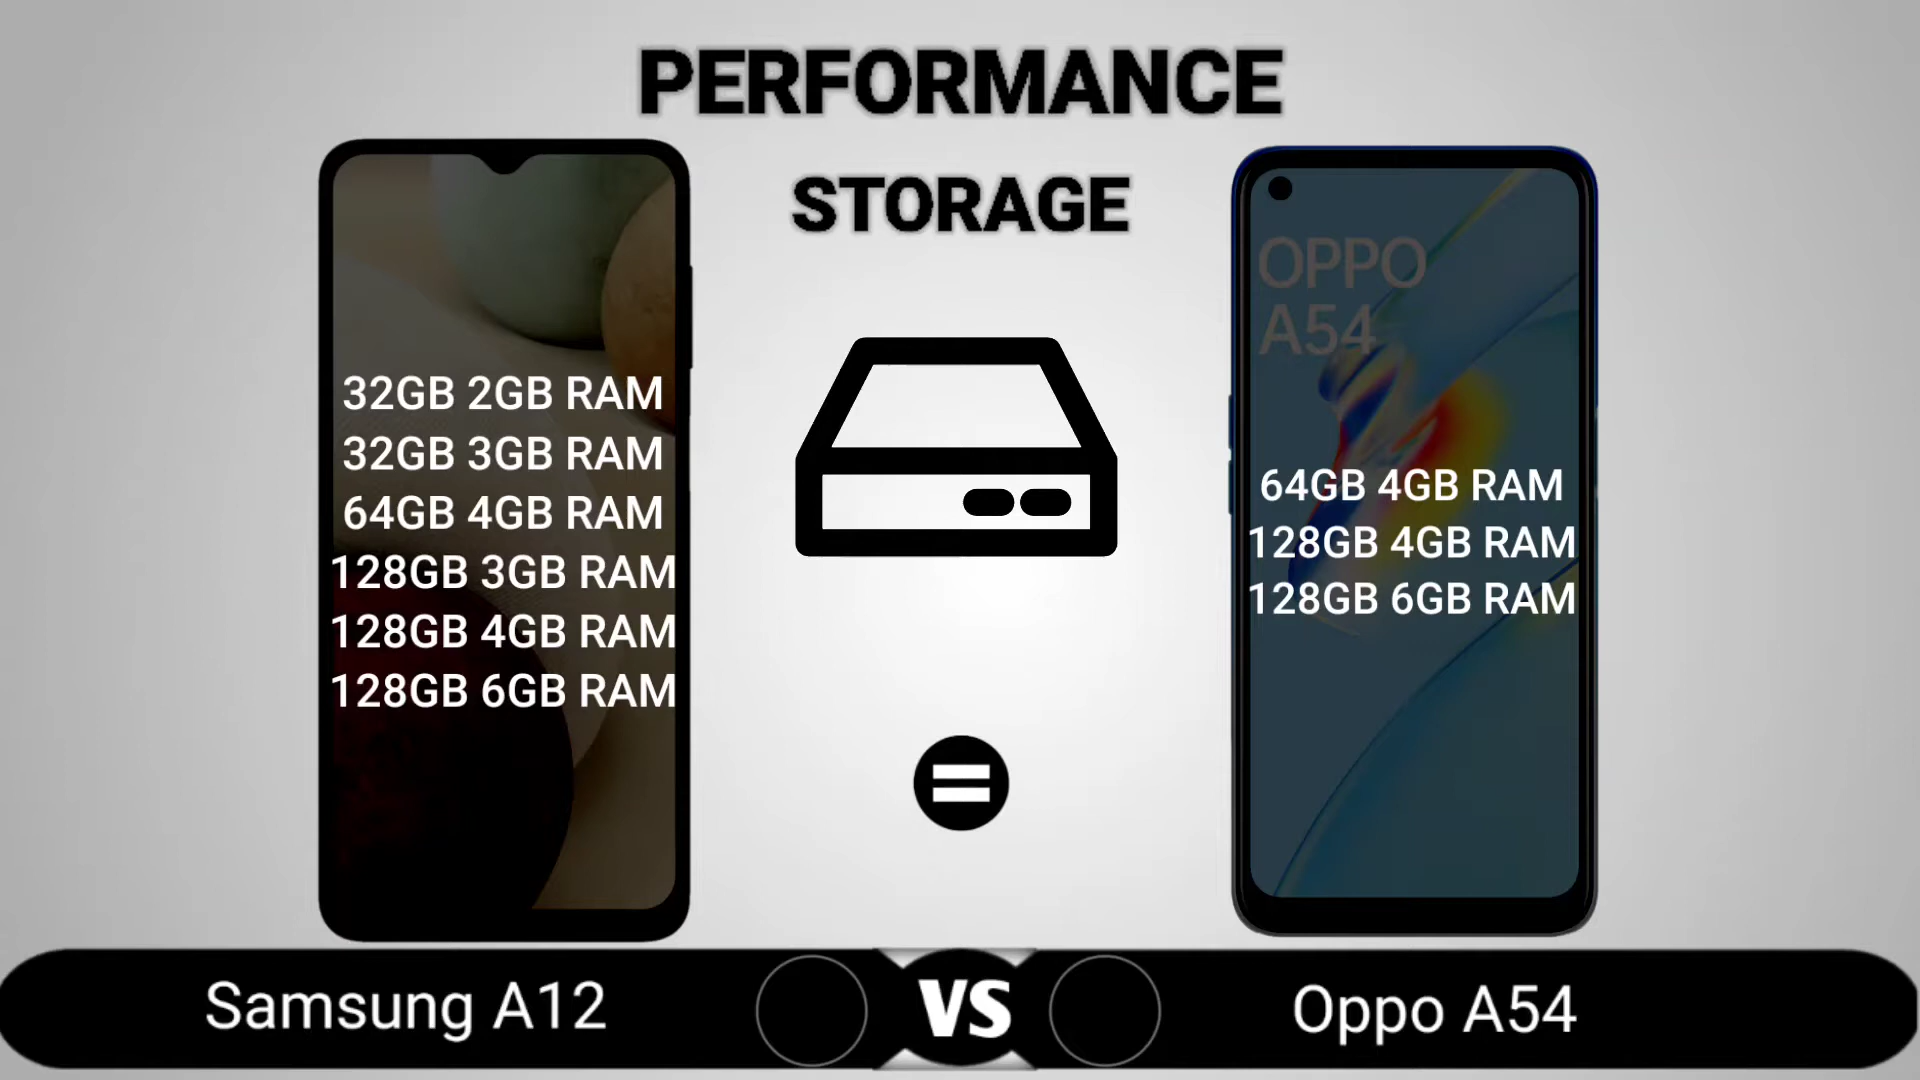 PERFORMANCE
STORAGE
32GB 2GB RAM
32GB 3GB RAM
64GB 4GB RAM
128GB 3GB RAM
128GB 4GB RAM
128GB 6GB RAM
OPPO
A54
64GB 4GB RAM
128GB 4GB RAM
128GB 6GB RAM
Samsung A12
VS
Oppo A54